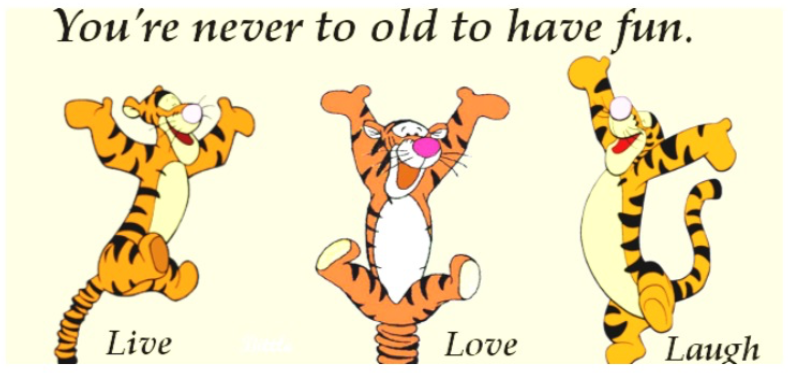 You're never to old to have fun.
Live
Love
Laugh